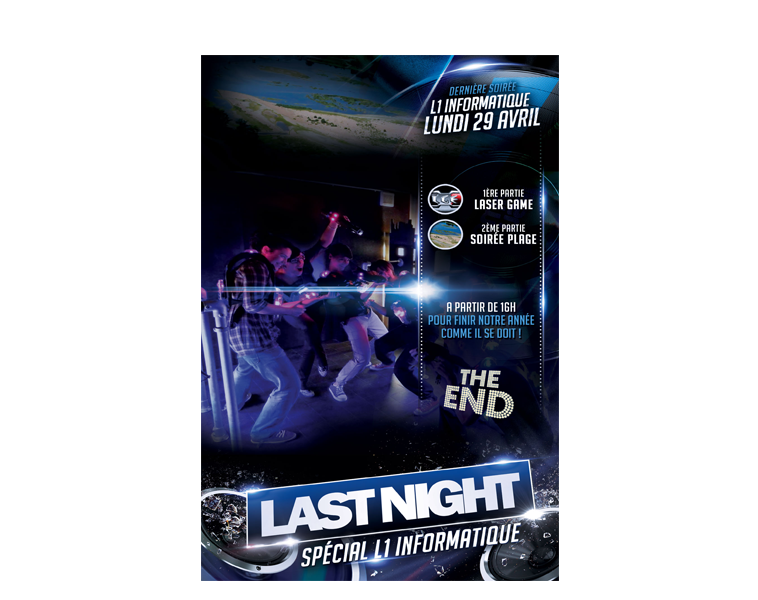 DERNIÈRE SOIRÉE
L1 INFORMATIQUE
LUNDI 29 AVRIL
1ÈRE PARTIE
LASER GAME
2ÈME PARTIE
SOIRÉE PLAGE
A PARTIR DE 16H
POUR FINIR NOTRE ANNÉE
COMME IL SE DOIT !
THE
END
LAST NIGHT
SPÉCIAL L1 INFORMATIQUE